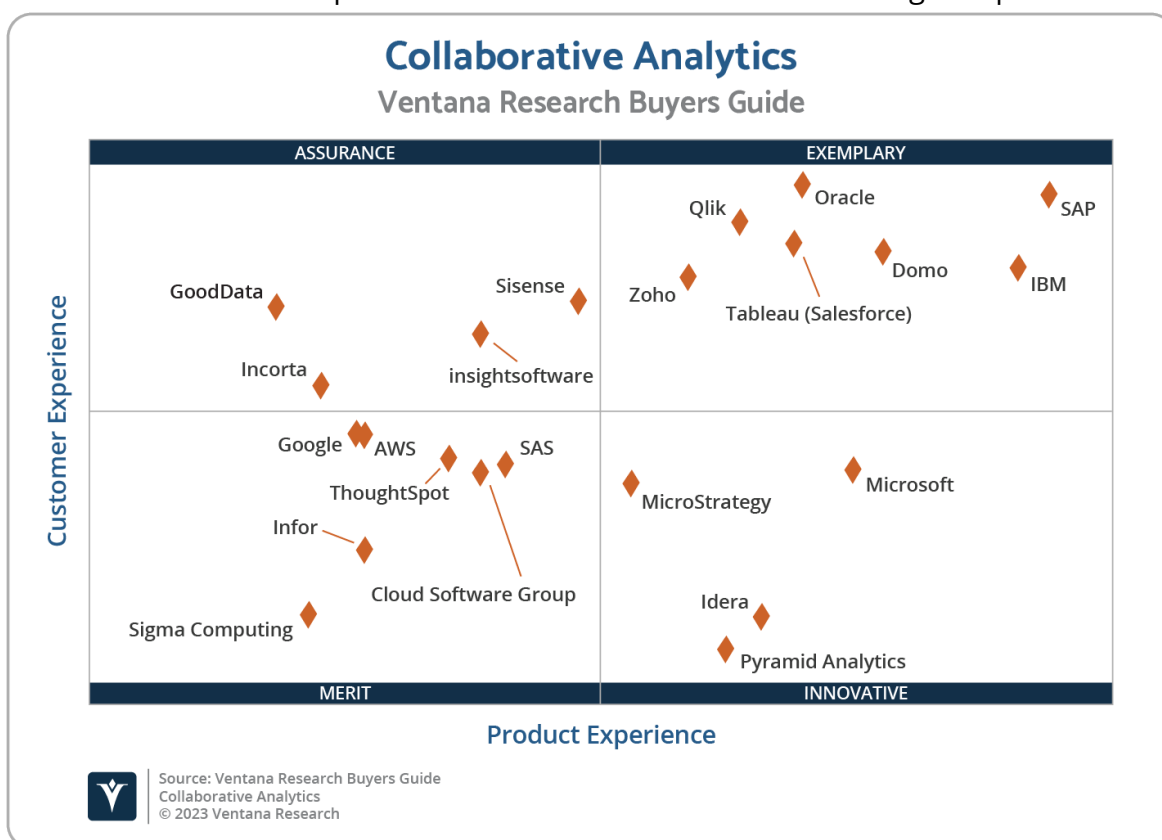 Collaborative Analytics
Ventana Research Buyers Guide
ASSURANCE
EXEMPLARY
Oracle
SAP
Qlik
Domo
IBM
Zoho
Tableau (Salesforce)
GoodData
Sisense
insightsoftware
Incorta
Customer Experience
Google
AWS
SAS
ThoughtSpot
Infor
Cloud Software Group
Sigma Computing
MicroStrategy
Microsoft
Idera
Pyramid Analytics
MERIT
INNOVATIVE
Product Experience
Source: Ventana Research Buyers Guide
Collaborative Analytics
© 2023 Ventana Research